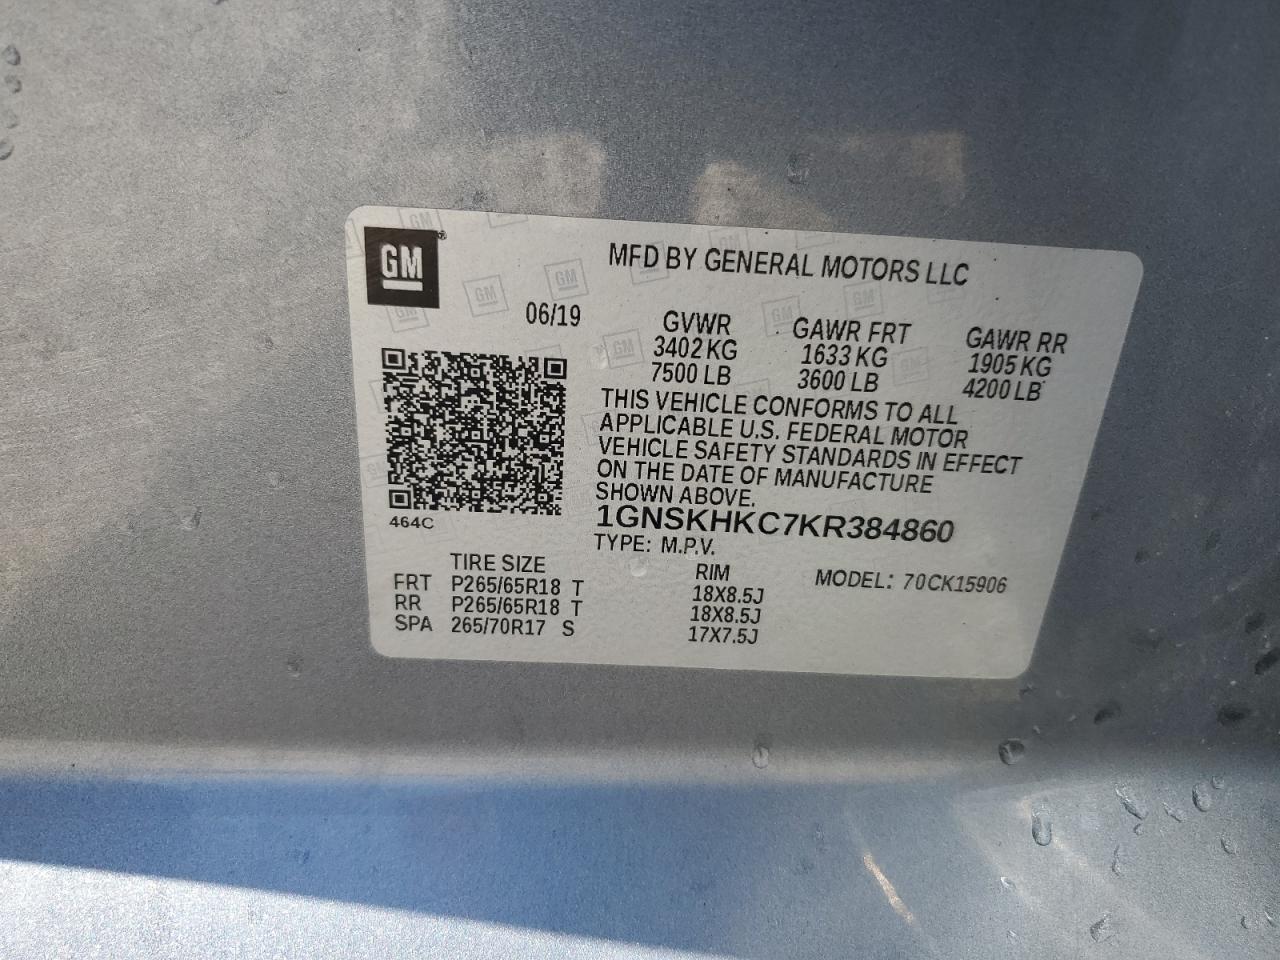 GM
MFD BY GENERAL MOTORS LLC
06/19
GVWR GAWR FRT GAWR RR
3402 KG 1633 KG 1905 KG
7500 LB 3600 LB 4200 LB
THIS VEHICLE CONFORMS TO ALL
APPLICABLE U.S. FEDERAL MOTOR
VEHICLE SAFETY STANDARDS IN EFFECT
ON THE DATE OF MANUFACTURE
SHOWN ABOVE.
464C
1GNSKHKC7KR384860
TYPE: M.P.V.
TIRE SIZE RIM MODEL: 70CK15906
FRT P265/65R18 T 18X8.5J
RR P265/65R18 T 18X8.5J
SPA 265/70R17 S 17X7.5J